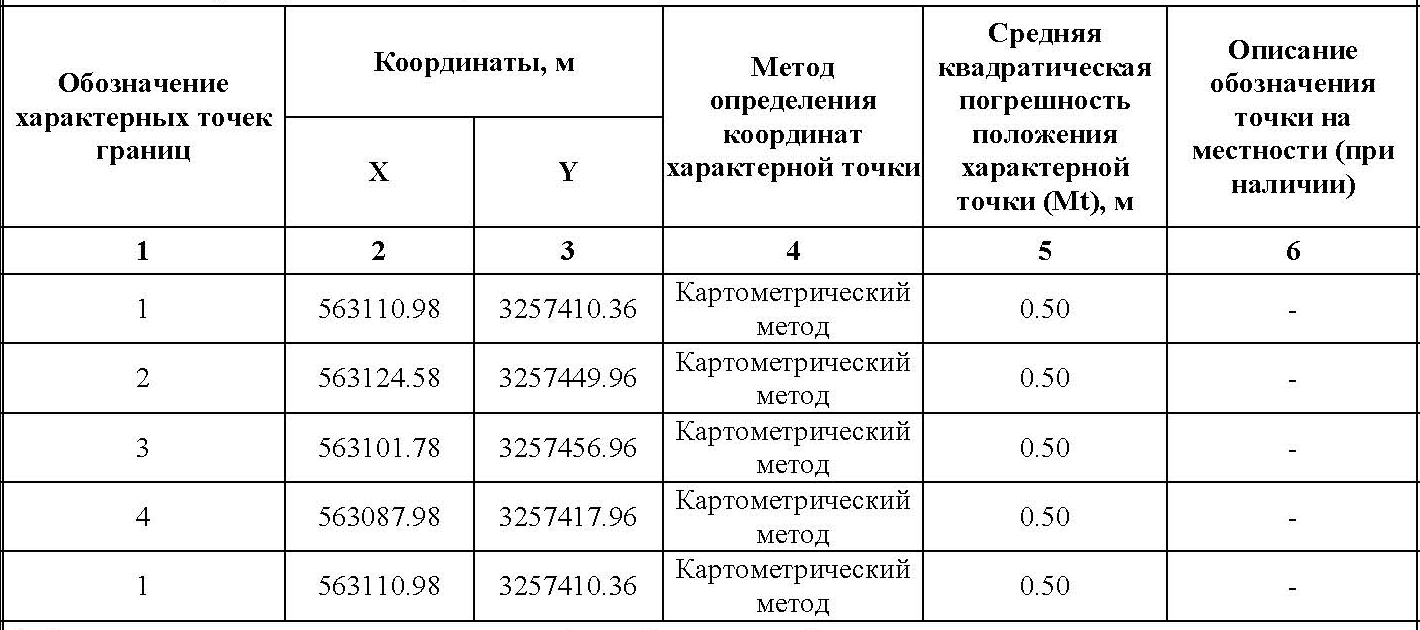 Обозначение
характерных точек
границ
Координаты, м
X
Y
Метод
определения
координат
характерной точки
Средняя
квадратическая
погрешность
положения
характерной
точки (Mt), м
Описание
обозначения
точки на
местности (при
наличии)
1 2 3 4 5 6
1 563110.98 3257410.36 Картометрический
метод 0.50 -
2 563124.58 3257449.96 Картометрический
метод 0.50 -
3 563101.78 3257456.96 Картометрический
метод 0.50 -
4 563087.98 3257417.96 Картометрический
метод 0.50 -
1 563110.98 3257410.36 Картометрический
метод 0.50 -